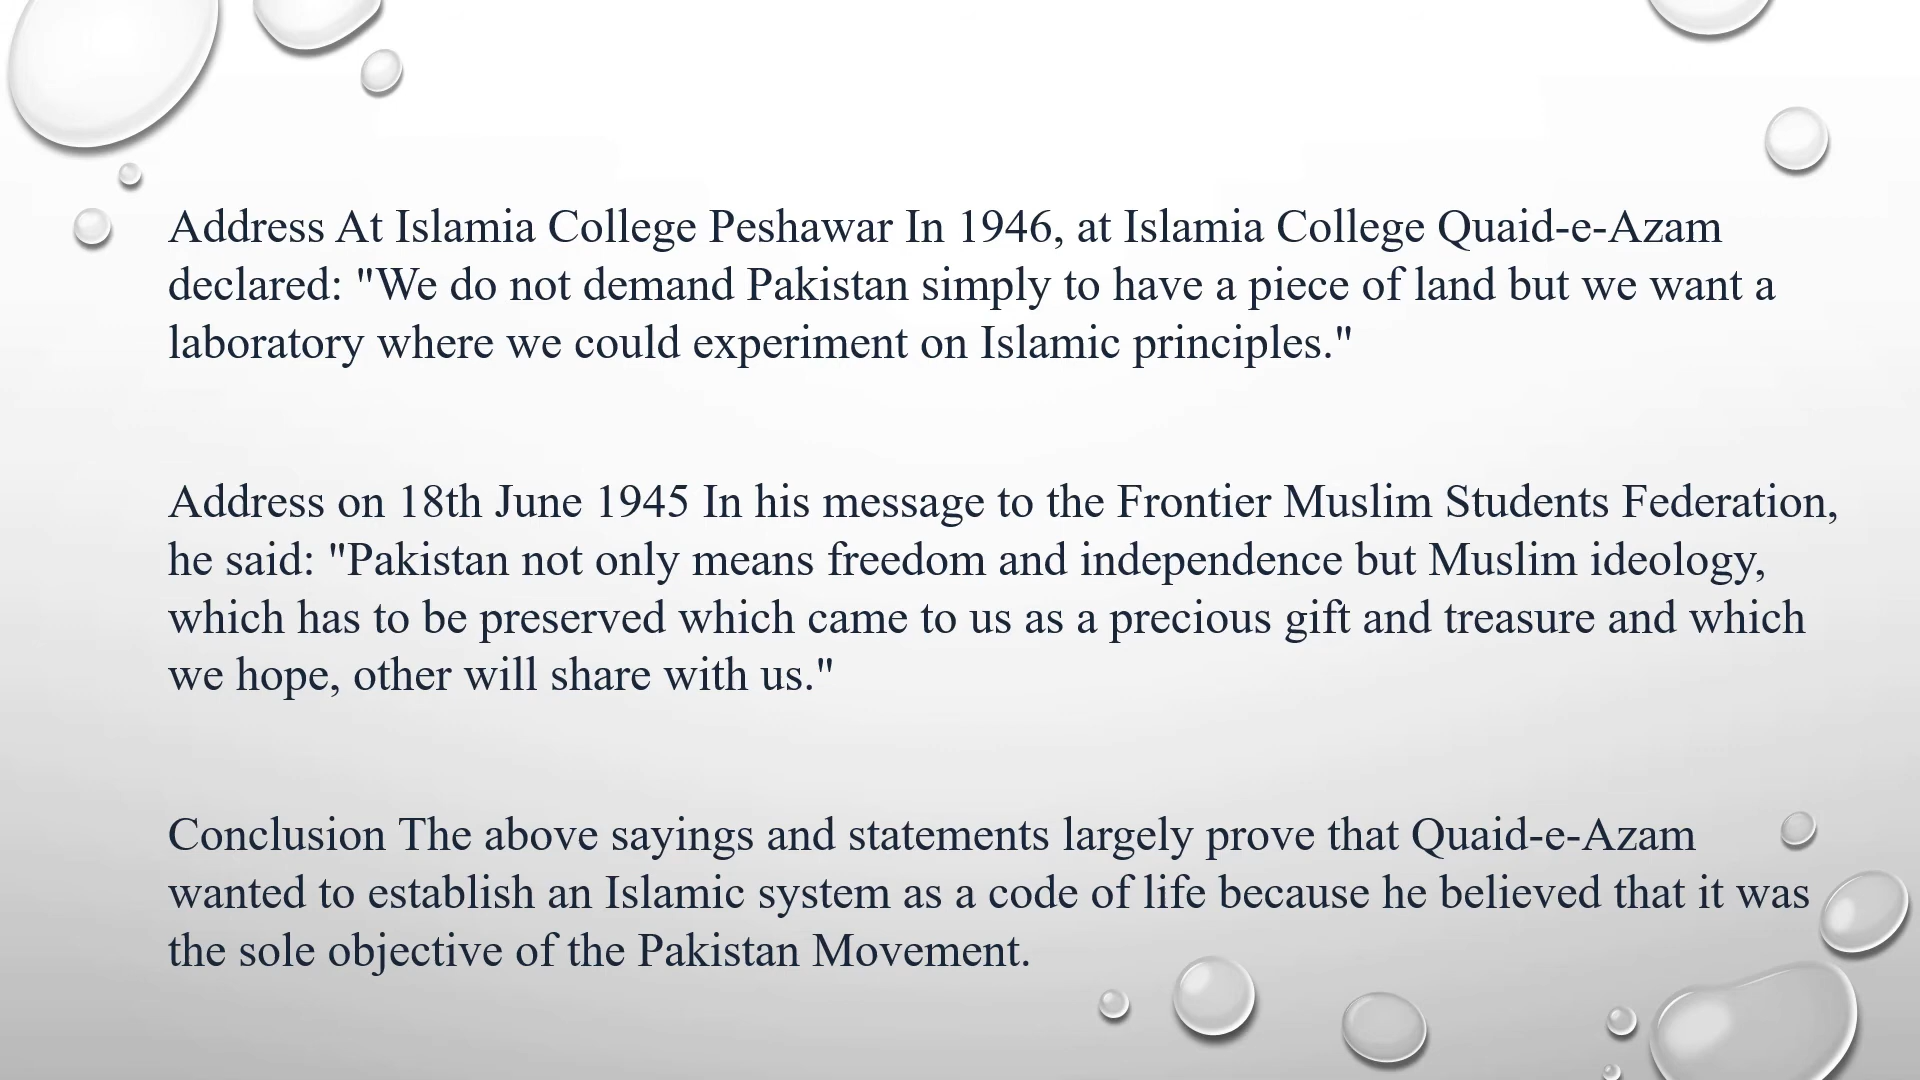 Address At Islamia College Peshawar In 1946, at Islamia College Quaid-e-Azam
declared: "We do not demand Pakistan simply to have a piece of land but we want a
laboratory where we could experiment on Islamic principles."
Address on 18th June 1945 In his message to the Frontier Muslim Students Federation,
he said: "Pakistan not only means freedom and independence but Muslim ideology,
which has to be preserved which came to us as a precious gift and treasure and which
we hope, other will share with us."
Conclusion The above sayings and statements largely prove that Quaid-e-Azam
wanted to establish an Islamic system as a code of life because he believed that it was
the sole objective of the Pakistan Movement.